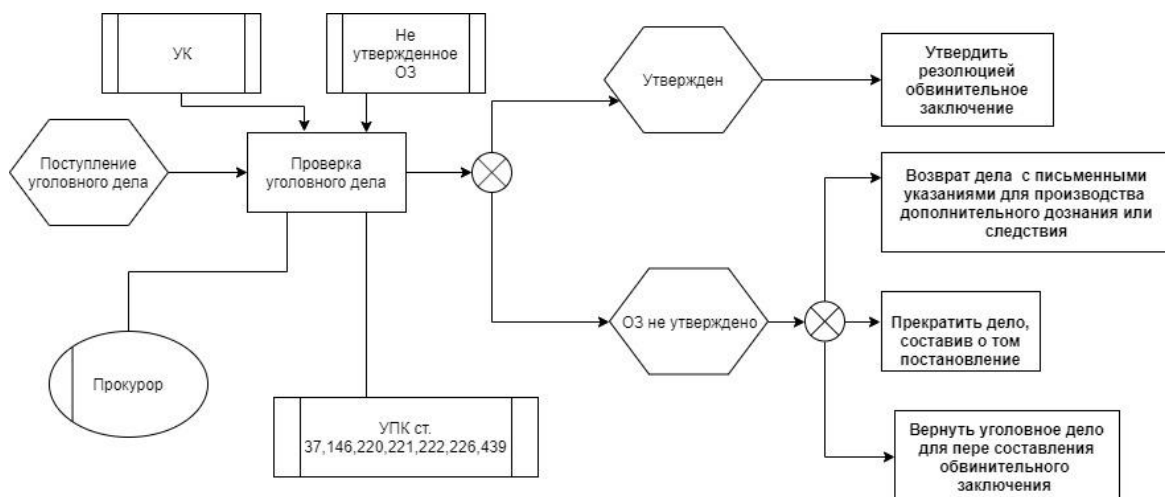 УК
Не
утвержденное
ОЗ
Утвержден
Утвердить
резолюцией
обвинительное
заключение
Поступление
уголовного дела
Проверка
уголовного дела
Возврат дела с письменными
указаниями для производства
дополнительного дознания или
следствия
ОЗ не утверждено
Прекратить дело,
составив о том
постановление
Прокурор
УПК ст.
37,146,220,221,222,226,439
Вернуть уголовное дело
для пере составления
обвинительного
заключения